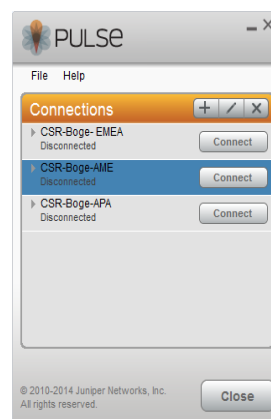 PULSE
File Help
Connections
CSR-Boge- EMEA
Disconnected
Connect
CSR-Boge-AME
Disconnected
Connect
CSR-Boge-APA
Disconnected
Connect
© 2010-2014 Juniper Networks, Inc.
All rights reserved.
Close